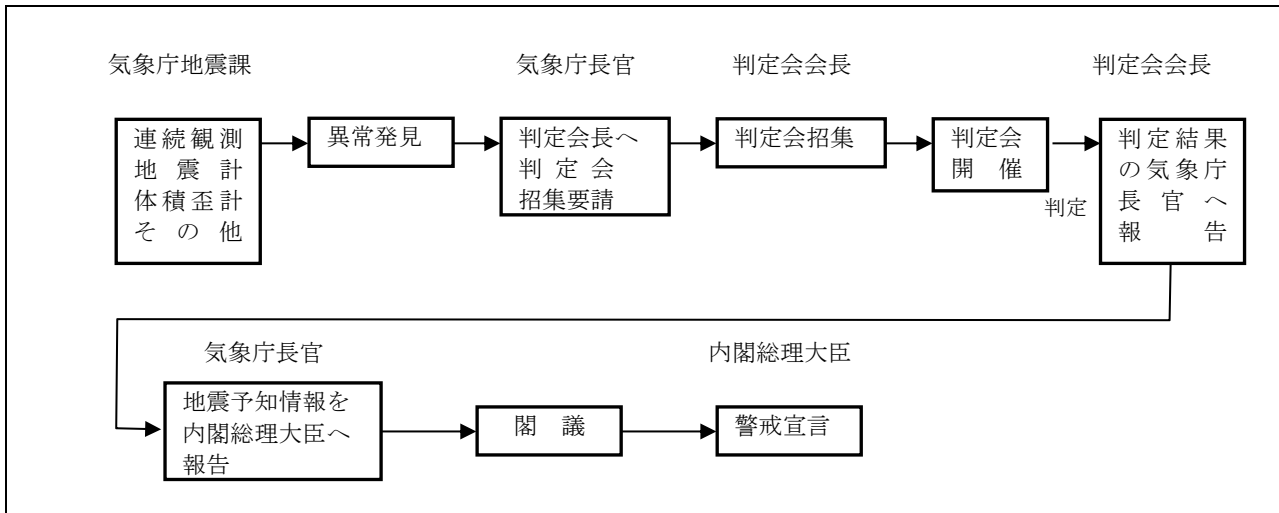 気象庁地震課
気象庁長官
判定会会長
判定会会長
連続観測
地震計
体積歪計
その他
異常発見
判定会長へ
判定会
招集要請
判定会招集
判定会
開催
判定
判定結果
の気象庁
長官へ
報告
気象庁長官
内閣総理大臣
地震予知情報を
内閣総理大臣へ
報告
閣議
警戒宣言